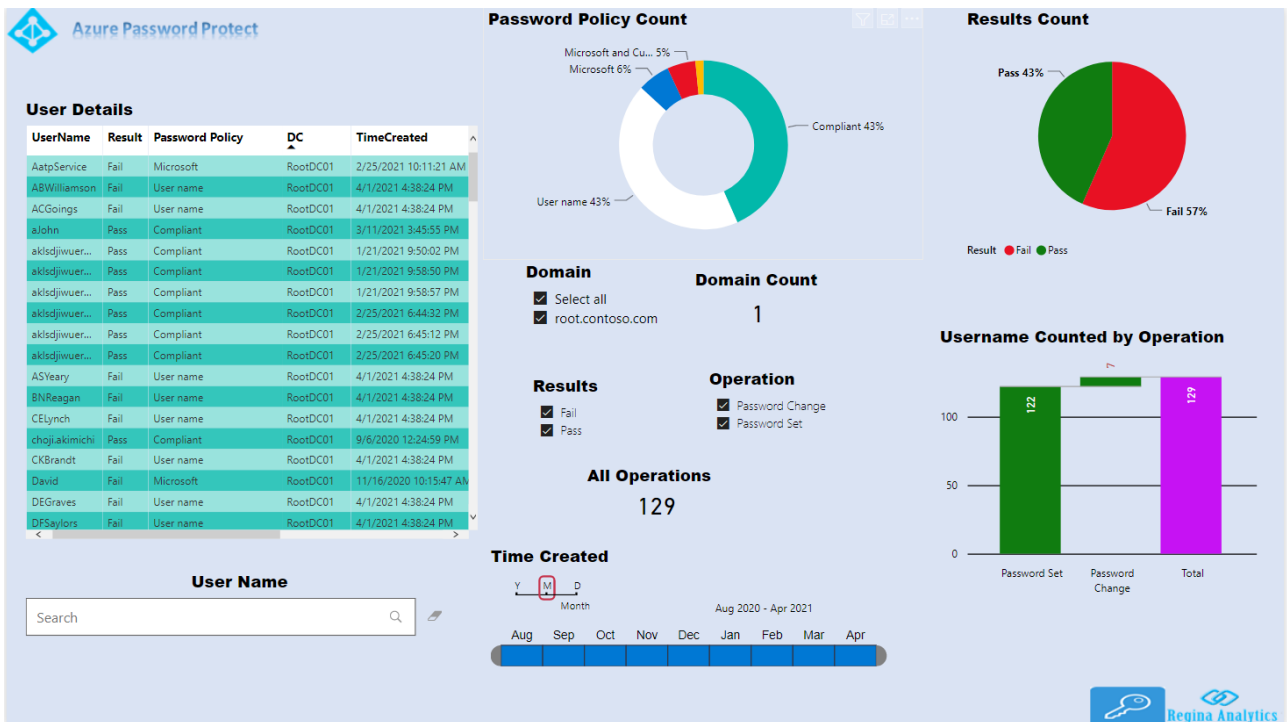 Azure Password Protect
User Details
UserName Result Password Policy DC TimeCreated
AatpService Fail Microsoft RootDC01 2/25/2021 10:11:21 AM
ABWilliamson Fail User name RootDC01 4/1/2021 4:38:24 PM
ACGoings Fail User name RootDC01 4/1/2021 4:38:24 PM
aJohn Pass Compliant RootDC01 3/11/2021 3:45:55 PM
aklsdjiwuer... Pass Compliant RootDC01 1/21/2021 9:50:02 PM
aklsdjiwuer... Pass Compliant RootDC01 1/21/2021 9:58:50 PM
aklsdjiwuer... Pass Compliant RootDC01 1/21/2021 9:58:57 PM
aklsdjiwuer... Pass Compliant RootDC01 2/25/2021 6:44:32 PM
aklsdjiwuer... Pass Compliant RootDC01 2/25/2021 6:45:12 PM
aklsdjiwuer... Pass Compliant RootDC01 2/25/2021 6:45:20 PM
ASYeary Fail User name RootDC01 4/1/2021 4:38:24 PM
BNReagan Fail User name RootDC01 4/1/2021 4:38:24 PM
CELynch Fail User name RootDC01 4/1/2021 4:38:24 PM
choji.akimichi Pass Compliant RootDC01 9/6/2020 12:24:59 PM
CKBrandt Fail User name RootDC01 4/1/2021 4:38:24 PM
David Fail Microsoft RootDC01 11/16/2020 10:15:47 AM
DEGraves Fail User name RootDC01 4/1/2021 4:38:24 PM
DFSaylors Fail User name RootDC01 4/1/2021 4:38:24 PM
User Name
Search
Password Policy Count
Microsoft and Cu... 5%
Microsoft 6%
Compliant 43%
User name 43%
Domain
Select all
root.contoso.com
Domain Count
1
Results
Fail
Pass
Operation
Password Change
Password Set
All Operations
129
Time Created
Y M D
Month
Aug 2020 - Apr 2021
Aug Sep Oct Nov Dec Jan Feb Mar Apr
Results Count
Pass 43%
Fail 57%
Result Fail Pass
Username Counted by Operation
7
122
129
100
50
0
Password Set Password Change Total
Regina Analytics